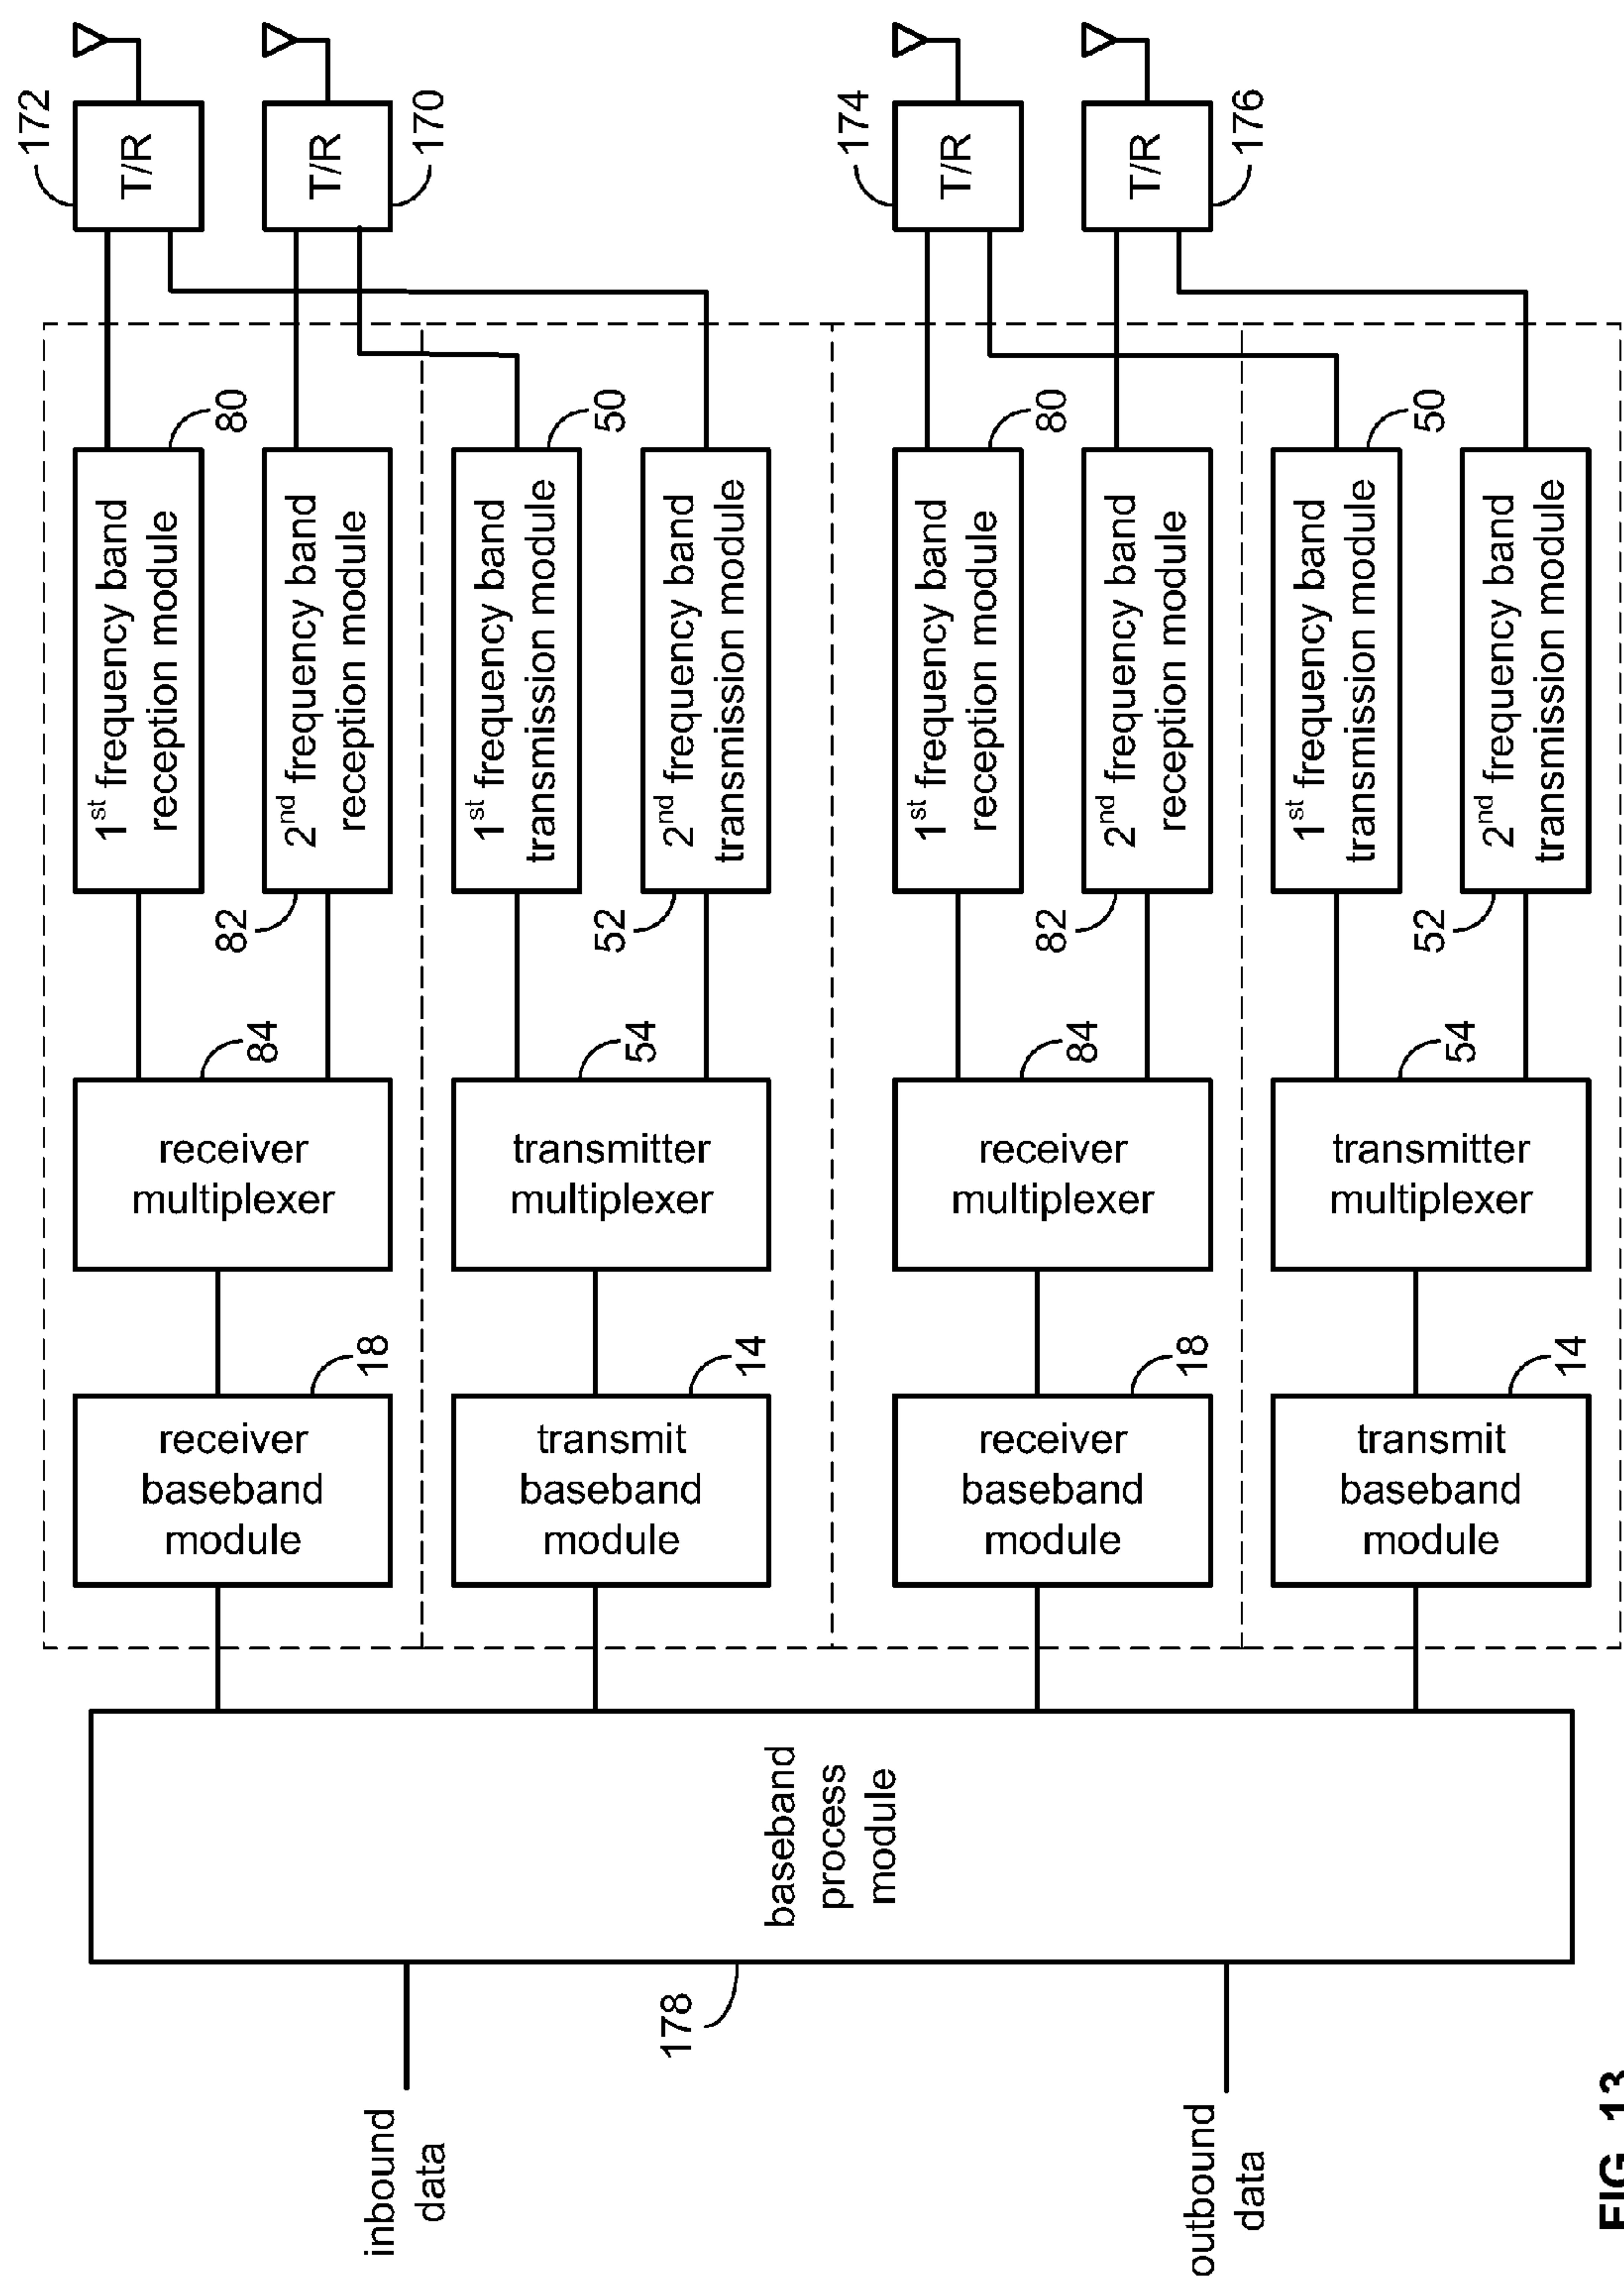 172
T/R
T/R
170
174
T/R
T/R
176
1st frequency band
reception module
80
2nd frequency band
reception module
82
1st frequency band
transmission module
50
2nd frequency band
transmission module
52
1st frequency band
reception module
80
2nd frequency band
reception module
82
1st frequency band
transmission module
50
2nd frequency band
transmission module
52
receiver
multiplexer
84
transmitter
multiplexer
54
receiver
multiplexer
84
transmitter
multiplexer
54
receiver
baseband
module
18
transmit
baseband
module
14
receiver
baseband
module
18
transmit
baseband
module
14
baseband
process
module
178
inbound
data
outbound
data
FIG. 13